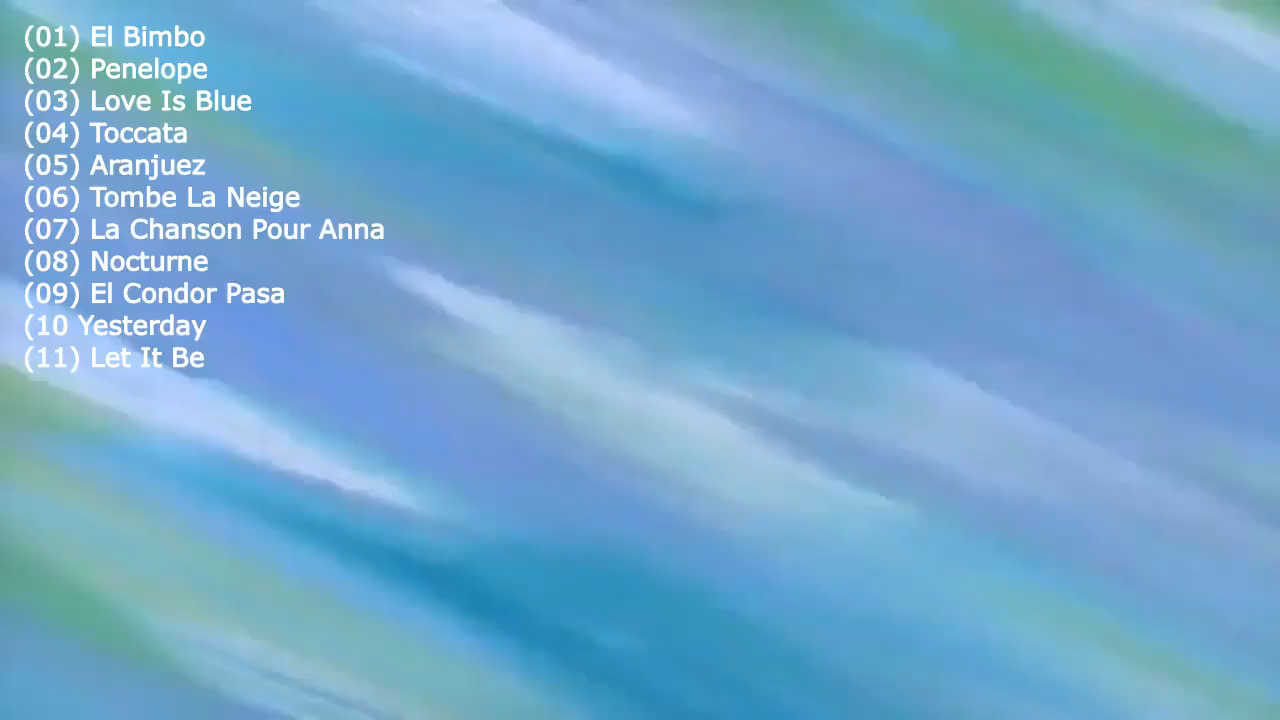 (01) El Bimbo
(02) Penelope
(03) Love Is Blue
(04) Toccata
(05) Aranjuez
(06) Tombe La Neige
(07) La Chanson Pour Anna
(08) Nocturne
(09) El Condor Pasa
(10 Yesterday
(11) Let It Be